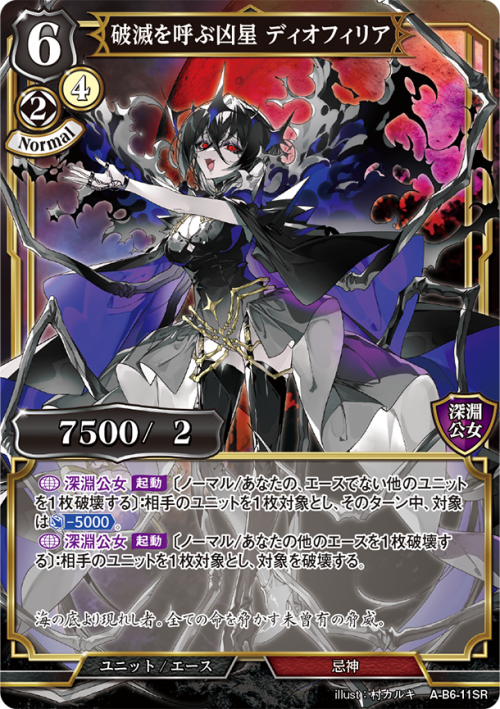 6
破滅を呼ぶ凶星 ディオフィリア
4
2
Normal
7500/ 2
深淵
公女
深淵公女 起動 〔ノーマル/あなたの、エースでない他のユニット
を1枚破壊する〕:相手のユニットを1枚対象とし、そのターン中、対象
は-5000。
深淵公女 起動 〔ノーマル/あなたの他のエースを1枚破壊す
る〕:相手のユニットを1枚対象とし、対象を破壊する。
海の底より現れし者。全ての命を脅かす未曾有の脅威。
ユニット/エース
忌神
illust:村カルキ A-B6-11SR